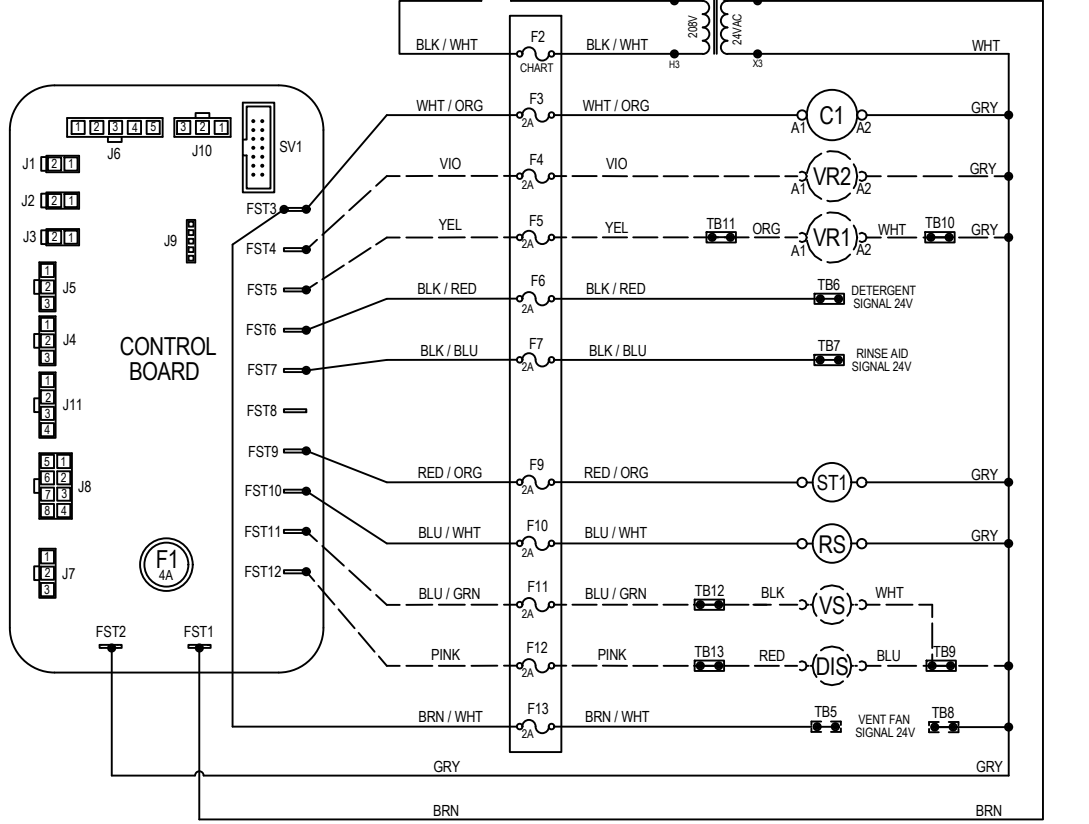 208V
24VAC
F2
BLK / WHT
BLK / WHT
WHT
CHART
H3
X3
F3
WHT / ORG
WHT / ORG
C1
GRY
2A
A1
A2
1 2 3 4 5
3 2 1
J6
J10
SV1
F4
VIO
VIO
VR2
GRY
2A
A1
A2
J1 2 1
J2 2 1
FST3
J3 2 1
J9
F5
YEL
YEL
TB11
ORG
VR1
WHT
TB10
GRY
2A
A1
A2
FST4
1
2
3
J5
FST5
F6
BLK / RED
BLK / RED
TB6
DETERGENT
SIGNAL 24V
2A
1
2
3
J4
FST6
CONTROL
BOARD
F7
BLK / BLU
BLK / BLU
TB7
RINSE AID
SIGNAL 24V
2A
FST7
1
2
3
4
J11
FST8
FST9
F9
RED / ORG
RED / ORG
ST1
GRY
2A
5 1
6 2
7 3
8 4
J8
FST10
F10
BLU / WHT
BLU / WHT
RS
GRY
2A
FST11
F1
4A
1
2
3
J7
FST12
F11
BLU / GRN
BLU / GRN
TB12
BLK
VS
WHT
2A
FST2
FST1
F12
PINK
PINK
TB13
RED
DIS
BLU
TB9
2A
F13
BRN / WHT
BRN / WHT
TB5
VENT FAN
SIGNAL 24V
TB8
2A
GRY
GRY
BRN
BRN